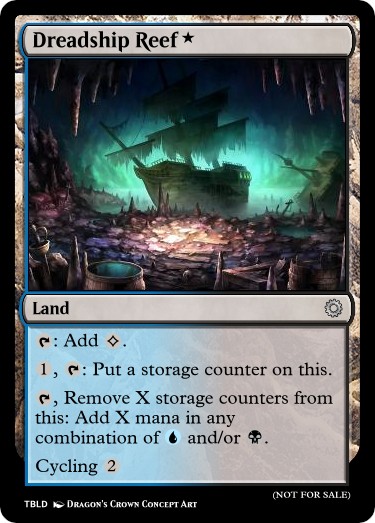 Dreadship Reef★
Land
: Add .
1, : Put a storage counter on this.
, Remove X storage counters from
this: Add X mana in any
combination of and/or .
Cycling 2
TBLD Dragon's Crown Concept Art
(NOT FOR SALE)